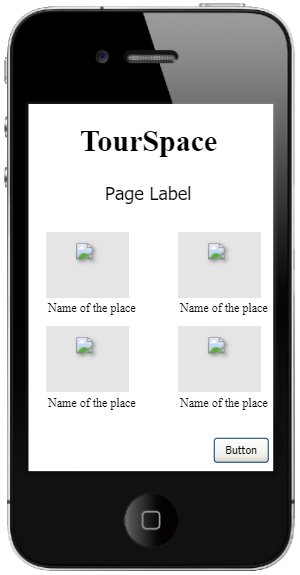 TourSpace
Page Label
Name of the place Name of the place
Name of the place Name of the place
Button